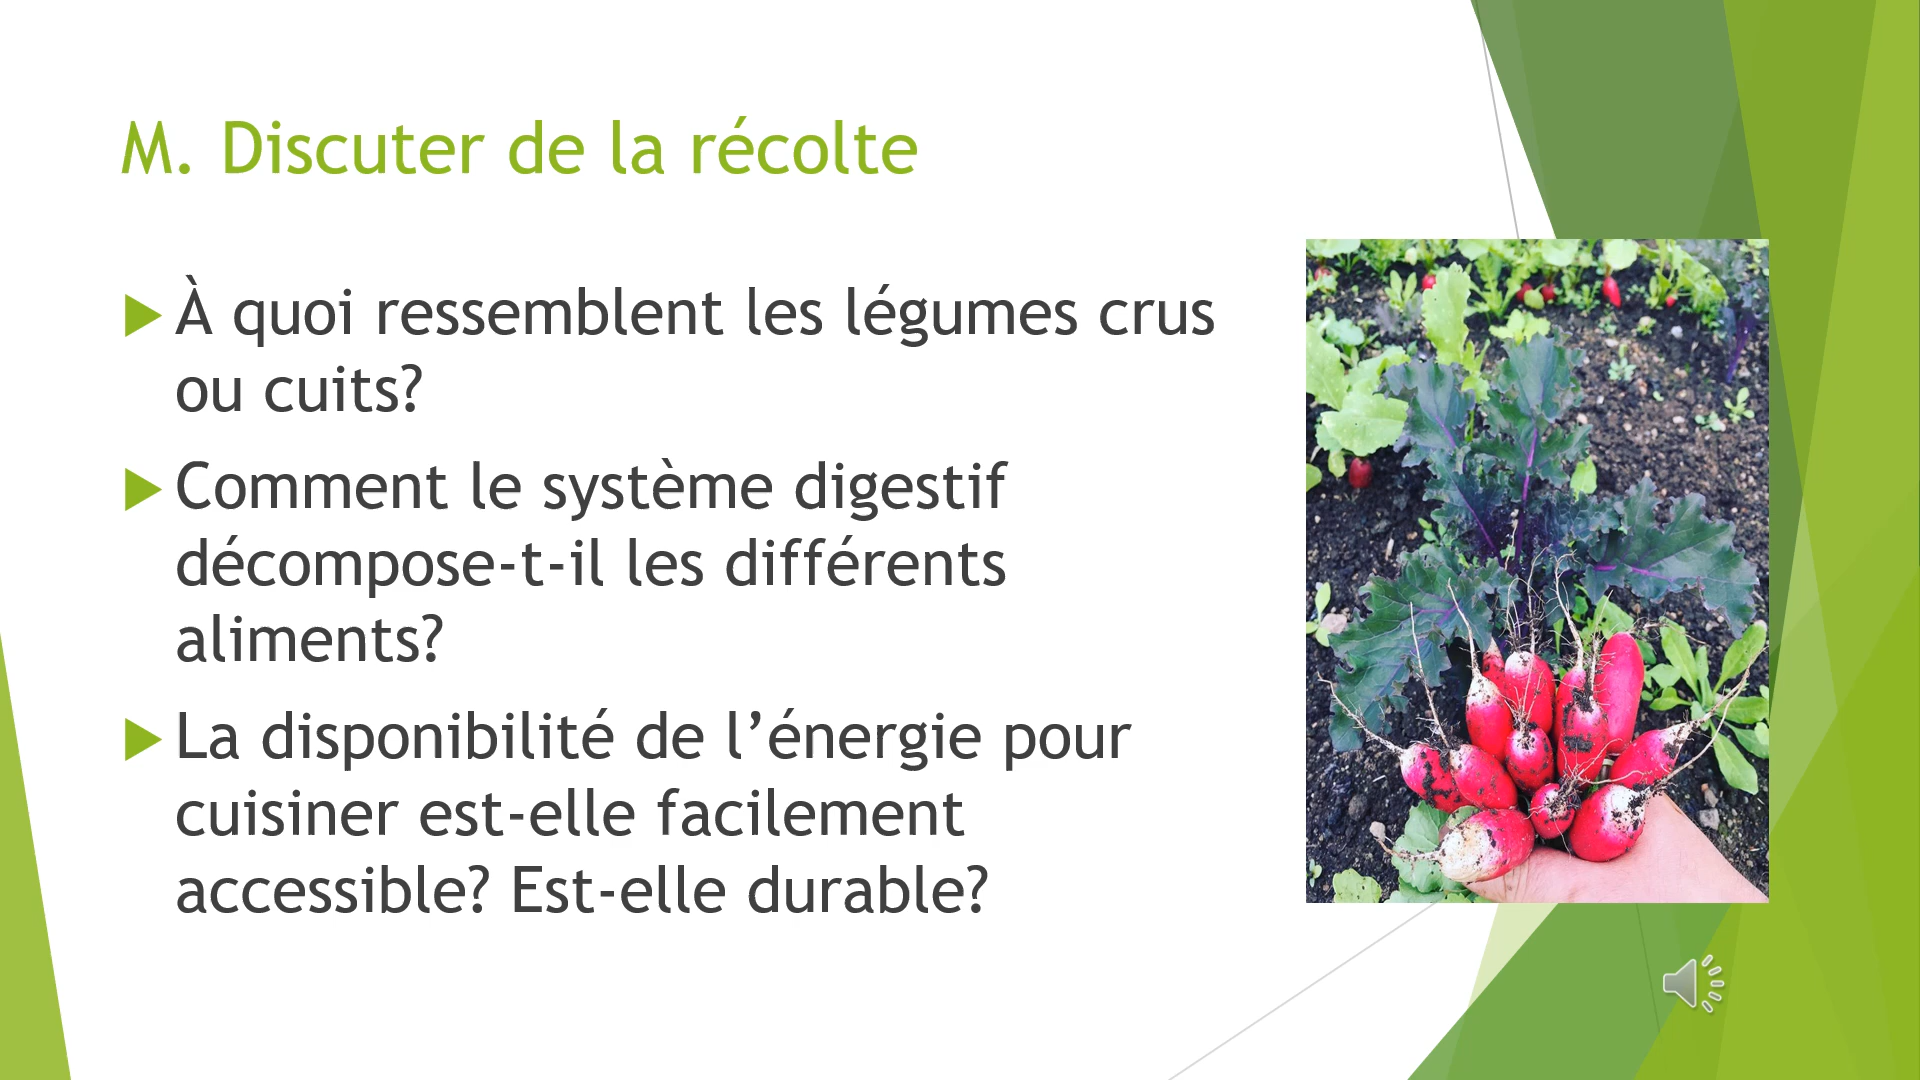 M. Discuter de la récolte
À quoi ressemblent les légumes crus
ou cuits?
Comment le système digestif
décompose-t-il les différents
aliments?
La disponibilité de l’énergie pour
cuisiner est-elle facilement
accessible? Est-elle durable?